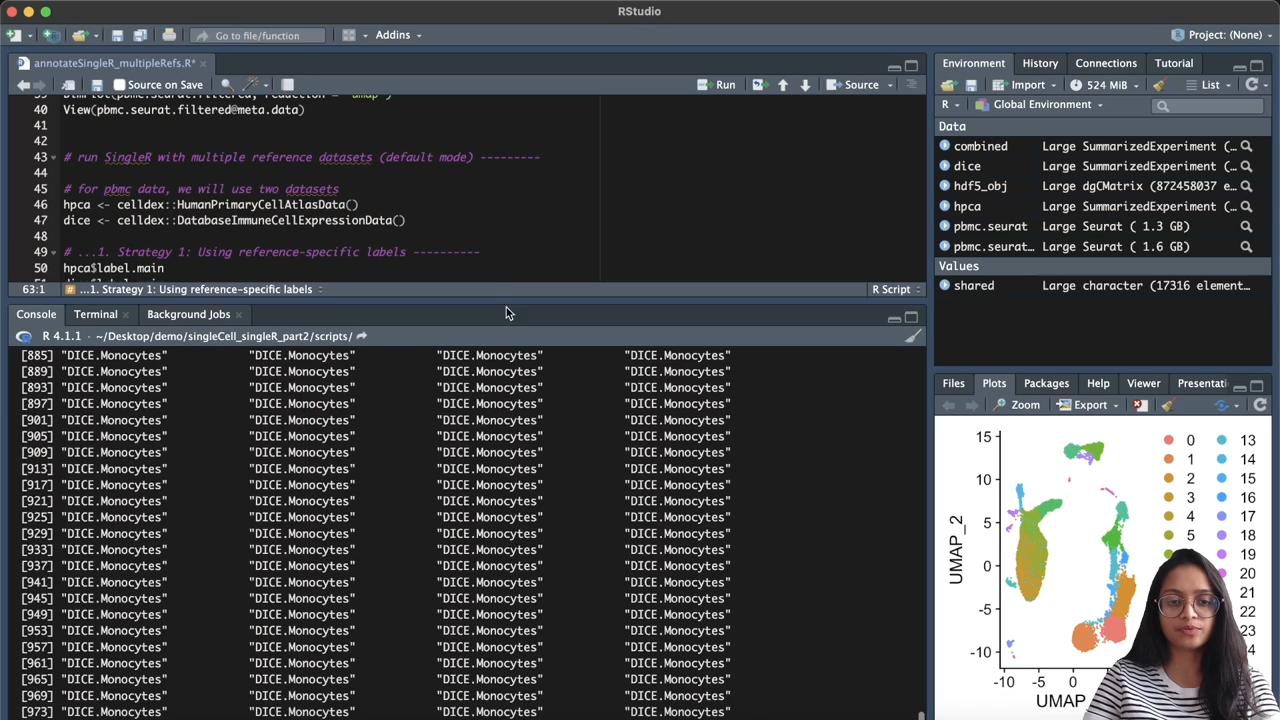 RStudio
Go to file/function
Addins
Project: (None)
annotateSingleR_multipleRefs.R*
Source on Save
Run
Source
40 View(pbmc.seurat.filtered@meta.data)
41
42
43 # run SingleR with multiple reference datasets (default mode) ---------
44
45 # for pbmc data, we will use two datasets
46 hpca <- celldex::HumanPrimaryCellAtlasData()
47 dice <- celldex::DatabaseImmuneCellExpressionData()
48
49 # ...1. Strategy 1: Using reference-specific labels ----------
50 hpca$label.main
63:1 # ...1. Strategy 1: Using reference-specific labels R Script
Console Terminal Background Jobs
R 4.1.1 · ~/Desktop/demo/singleCell_singleR_part2/scripts/
[885] "DICE.Monocytes" "DICE.Monocytes" "DICE.Monocytes" "DICE.Monocytes"
[889] "DICE.Monocytes" "DICE.Monocytes" "DICE.Monocytes" "DICE.Monocytes"
[893] "DICE.Monocytes" "DICE.Monocytes" "DICE.Monocytes" "DICE.Monocytes"
[897] "DICE.Monocytes" "DICE.Monocytes" "DICE.Monocytes" "DICE.Monocytes"
[901] "DICE.Monocytes" "DICE.Monocytes" "DICE.Monocytes" "DICE.Monocytes"
[905] "DICE.Monocytes" "DICE.Monocytes" "DICE.Monocytes" "DICE.Monocytes"
[909] "DICE.Monocytes" "DICE.Monocytes" "DICE.Monocytes" "DICE.Monocytes"
[913] "DICE.Monocytes" "DICE.Monocytes" "DICE.Monocytes" "DICE.Monocytes"
[917] "DICE.Monocytes" "DICE.Monocytes" "DICE.Monocytes" "DICE.Monocytes"
[921] "DICE.Monocytes" "DICE.Monocytes" "DICE.Monocytes" "DICE.Monocytes"
[925] "DICE.Monocytes" "DICE.Monocytes" "DICE.Monocytes" "DICE.Monocytes"
[929] "DICE.Monocytes" "DICE.Monocytes" "DICE.Monocytes" "DICE.Monocytes"
[933] "DICE.Monocytes" "DICE.Monocytes" "DICE.Monocytes" "DICE.Monocytes"
[937] "DICE.Monocytes" "DICE.Monocytes" "DICE.Monocytes" "DICE.Monocytes"
[941] "DICE.Monocytes" "DICE.Monocytes" "DICE.Monocytes" "DICE.Monocytes"
[945] "DICE.Monocytes" "DICE.Monocytes" "DICE.Monocytes" "DICE.Monocytes"
[949] "DICE.Monocytes" "DICE.Monocytes" "DICE.Monocytes" "DICE.Monocytes"
[953] "DICE.Monocytes" "DICE.Monocytes" "DICE.Monocytes" "DICE.Monocytes"
[957] "DICE.Monocytes" "DICE.Monocytes" "DICE.Monocytes" "DICE.Monocytes"
[961] "DICE.Monocytes" "DICE.Monocytes" "DICE.Monocytes" "DICE.Monocytes"
[965] "DICE.Monocytes" "DICE.Monocytes" "DICE.Monocytes" "DICE.Monocytes"
[969] "DICE.Monocytes" "DICE.Monocytes" "DICE.Monocytes" "DICE.Monocytes"
[973] "DICE.Monocytes" "DICE.Monocytes" "DICE.Monocytes" "DICE.Monocytes"
Environment History Connections Tutorial
Import 524 MiB List
R Global Environment
Data
combined Large SummarizedExperiment (…
dice Large SummarizedExperiment (…
hdf5_obj Large dgCMatrix (872458037 e…
hpca Large SummarizedExperiment (…
pbmc.seurat Large Seurat ( 1.3 GB)
pbmc.seurat… Large Seurat ( 1.6 GB)
Values
shared Large character (17316 element…
Files Plots Packages Help Viewer Presentati
Zoom Export
15
10
5
0
-5
-10
UMAP_2
-10 -5 0
UMAP
0 13
1 14
2 15
3 16
4 17
5 18
19
20
21
22
23
4